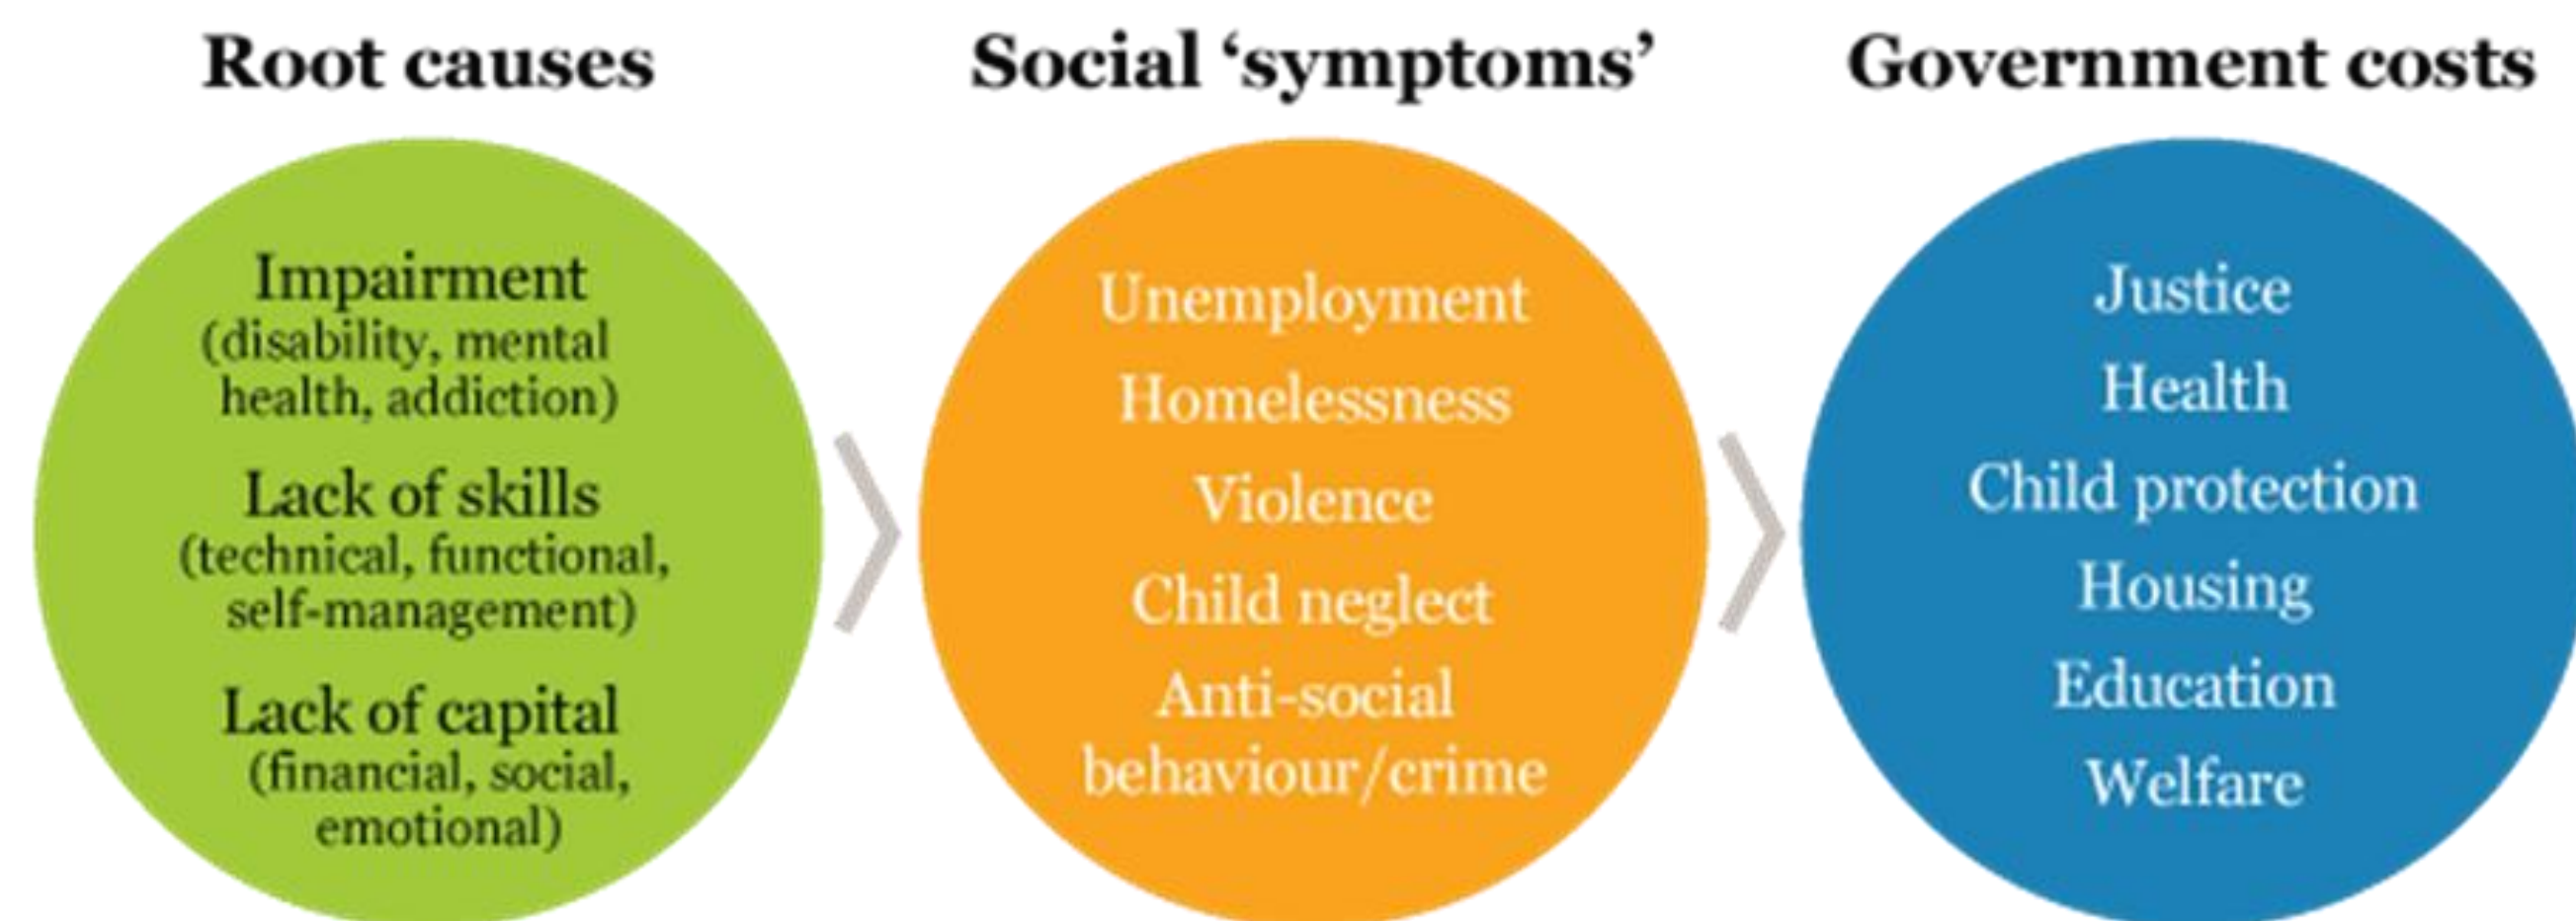 Root causes
Impairment
(disability, mental
health, addiction)
Lack of skills
(technical, functional,
self-management)
Lack of capital
(financial, social,
emotional)
Social ‘symptoms’
Unemployment
Homelessness
Violence
Child neglect
Anti-social
behaviour/crime
Government costs
Justice
Health
Child protection
Housing
Education
Welfare